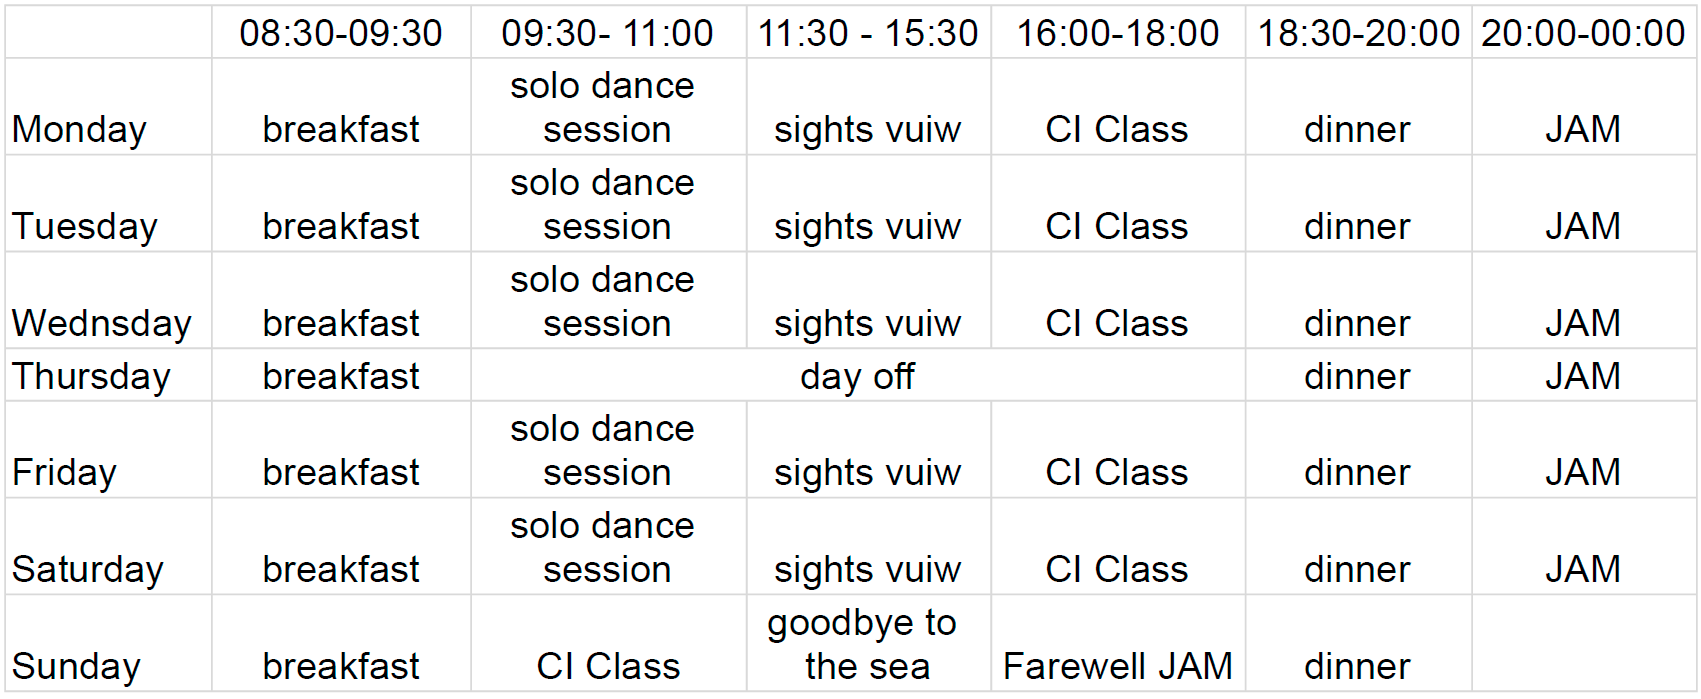 08:30-09:30 09:30- 11:00 11:30 - 15:30 16:00-18:00 18:30-20:00 20:00-00:00
solo dance
Monday breakfast session sights vuiw CI Class dinner JAM
solo dance
Tuesday breakfast session sights vuiw CI Class dinner JAM
solo dance
Wednsday breakfast session sights vuiw CI Class dinner JAM
Thursday breakfast day off dinner JAM
solo dance
Friday breakfast session sights vuiw CI Class dinner JAM
solo dance
Saturday breakfast session sights vuiw CI Class dinner JAM
goodbye to
Sunday breakfast CI Class the sea Farewell JAM dinner